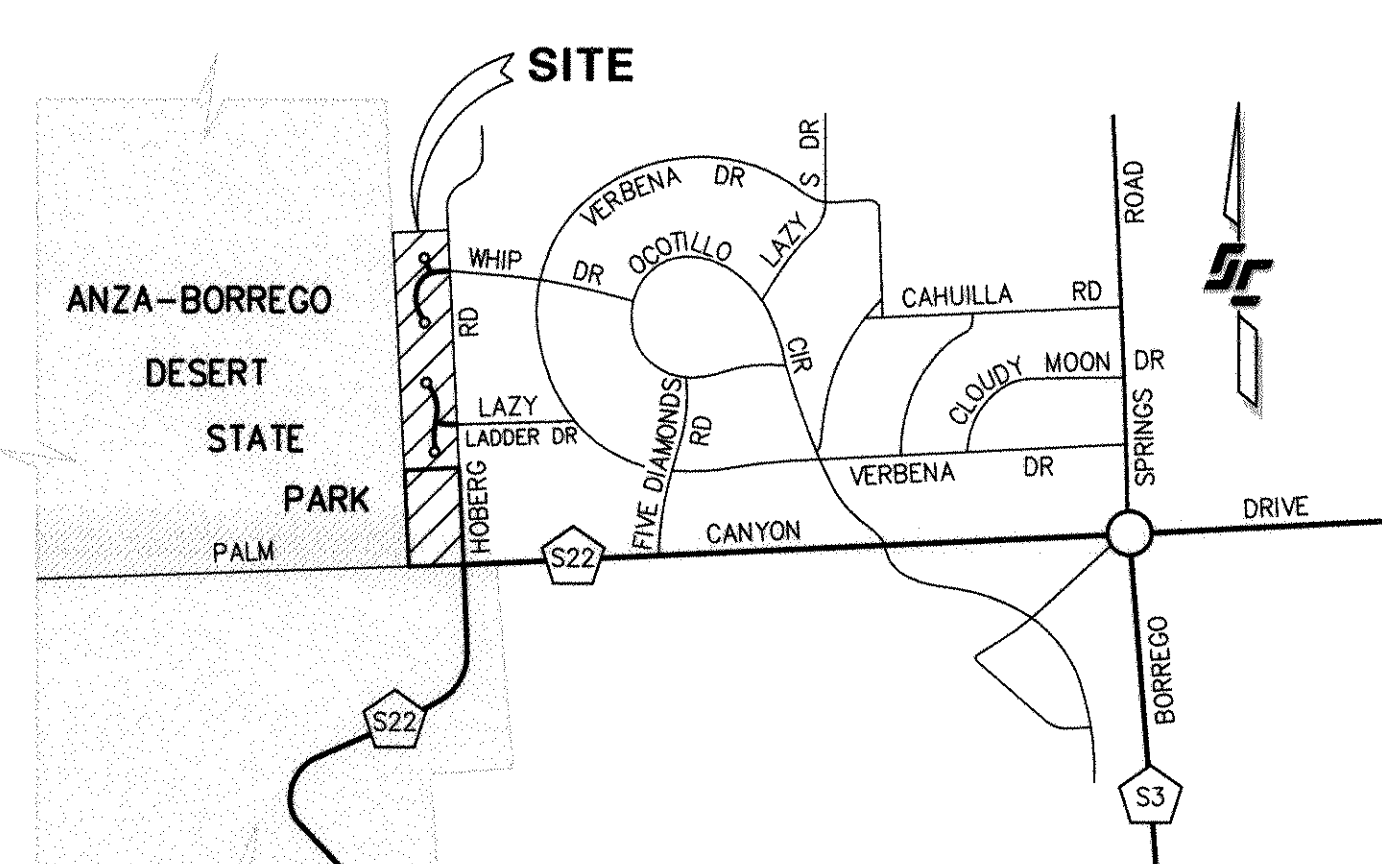 SITE
VERBENA DR
LAZY S DR
OCOTILLO CIR
WHIP DR
ROAD
ANZA-BORREGO
DESERT
STATE
PARK
RD
CAHUILLA RD
CLOUDY MOON DR
LAZY
LADDER DR
FIVE DIAMONDS RD
HOBERG
SPRINGS
VERBENA DR
PALM
CANYON
DRIVE
S22
S22
BORREGO
S3